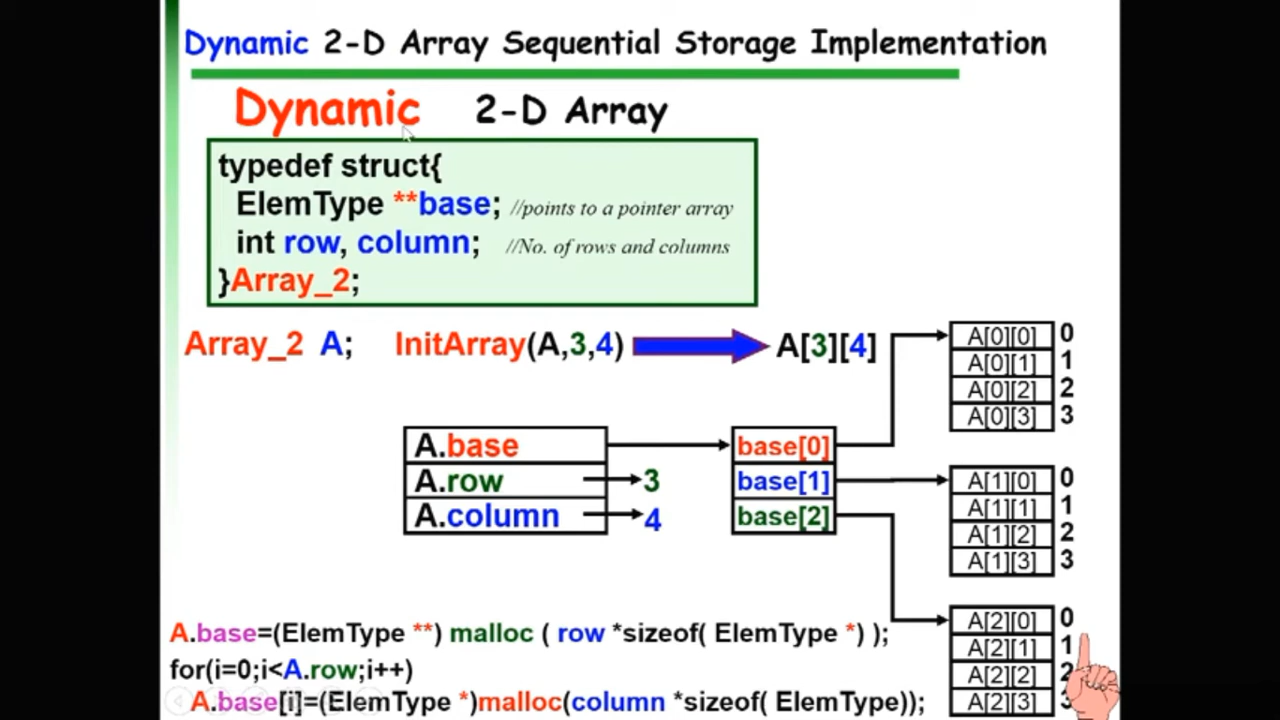 Dynamic 2-D Array Sequential Storage Implementation
Dynamic 2-D Array
typedef struct{
ElemType **base; //points to a pointer array
int row, column; //No. of rows and columns
}Array_2;
Array_2 A; InitArray(A,3,4) A[3][4]
A[0][0] 0
A[0][1] 1
A[0][2] 2
A[0][3] 3
A.base base[0]
A.row 3 base[1]
A.column 4 base[2]
A[1][0] 0
A[1][1] 1
A[1][2] 2
A[1][3] 3
A[2][0] 0
A[2][1] 1
A[2][2] 2
A[2][3] 3
A.base=(ElemType **) malloc ( row *sizeof( ElemType *) );
for(i=0;i<A.row;i++)
A.base[i]=(ElemType *)malloc(column *sizeof( ElemType));